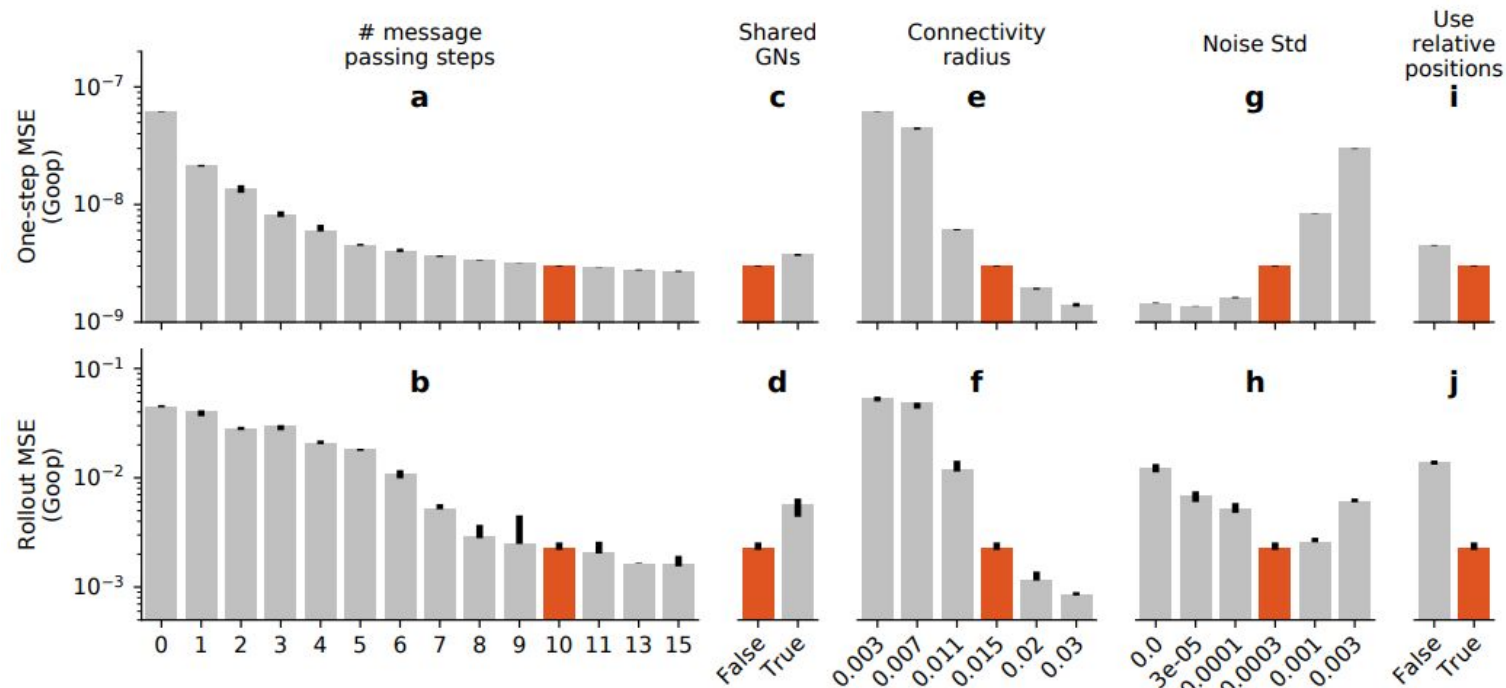 # message
passing steps
Shared
GNs
Connectivity
radius
Noise Std
Use
relative
positions
a
c
e
g
i
One-step MSE
(Goop)
10⁻⁷
10⁻⁸
10⁻⁹
b
d
f
h
j
Rollout MSE
(Goop)
10⁻¹
10⁻²
10⁻³
0 1 2 3 4 5 6 7 8 9 10 11 13 15
False True
0.003 0.007 0.011 0.015 0.02 0.03
0.0 3e-05 0.0001 0.0003 0.001 0.003
False True